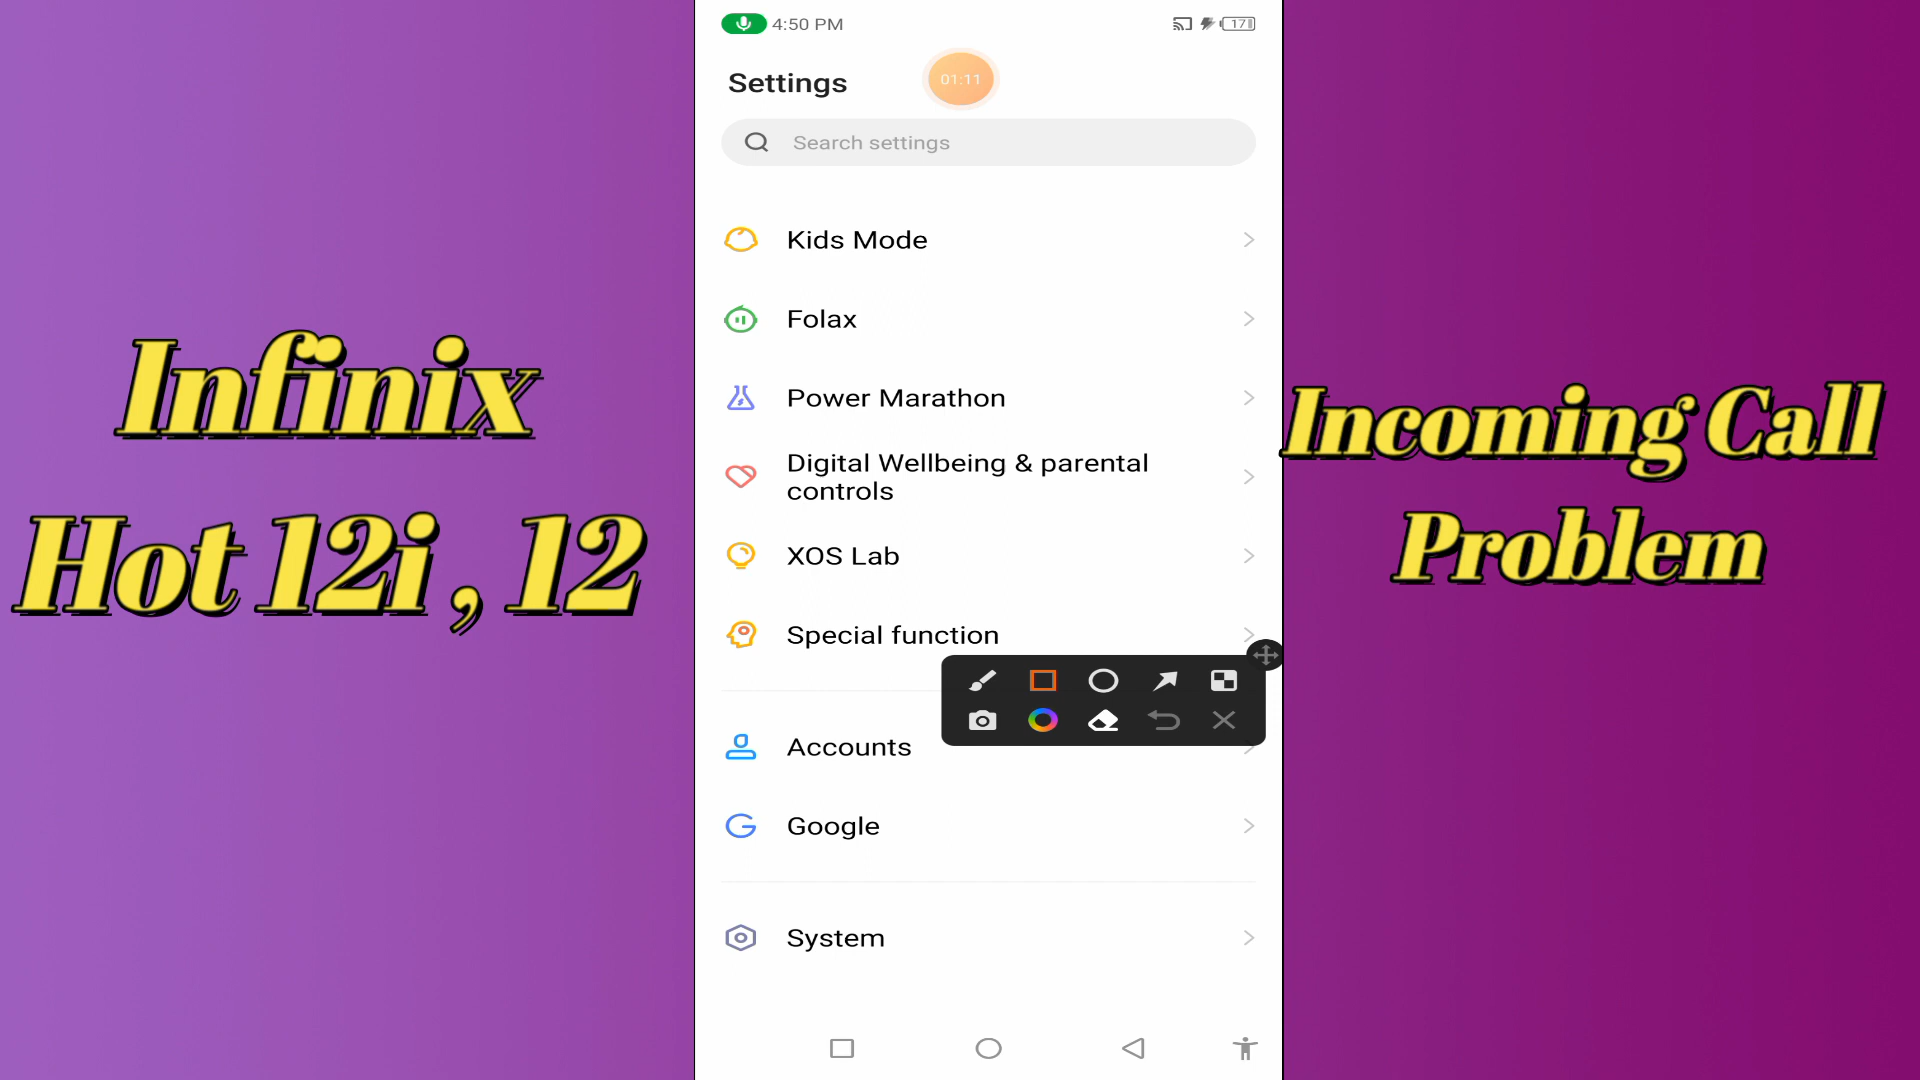 4:50 PM
17
Settings
01:11
Search settings
Kids Mode
Folax
Power Marathon
Digital Wellbeing & parental
controls
XOS Lab
Special function
Accounts
Google
System
Infinix
Hot 12i , 12
Incoming Call
Problem